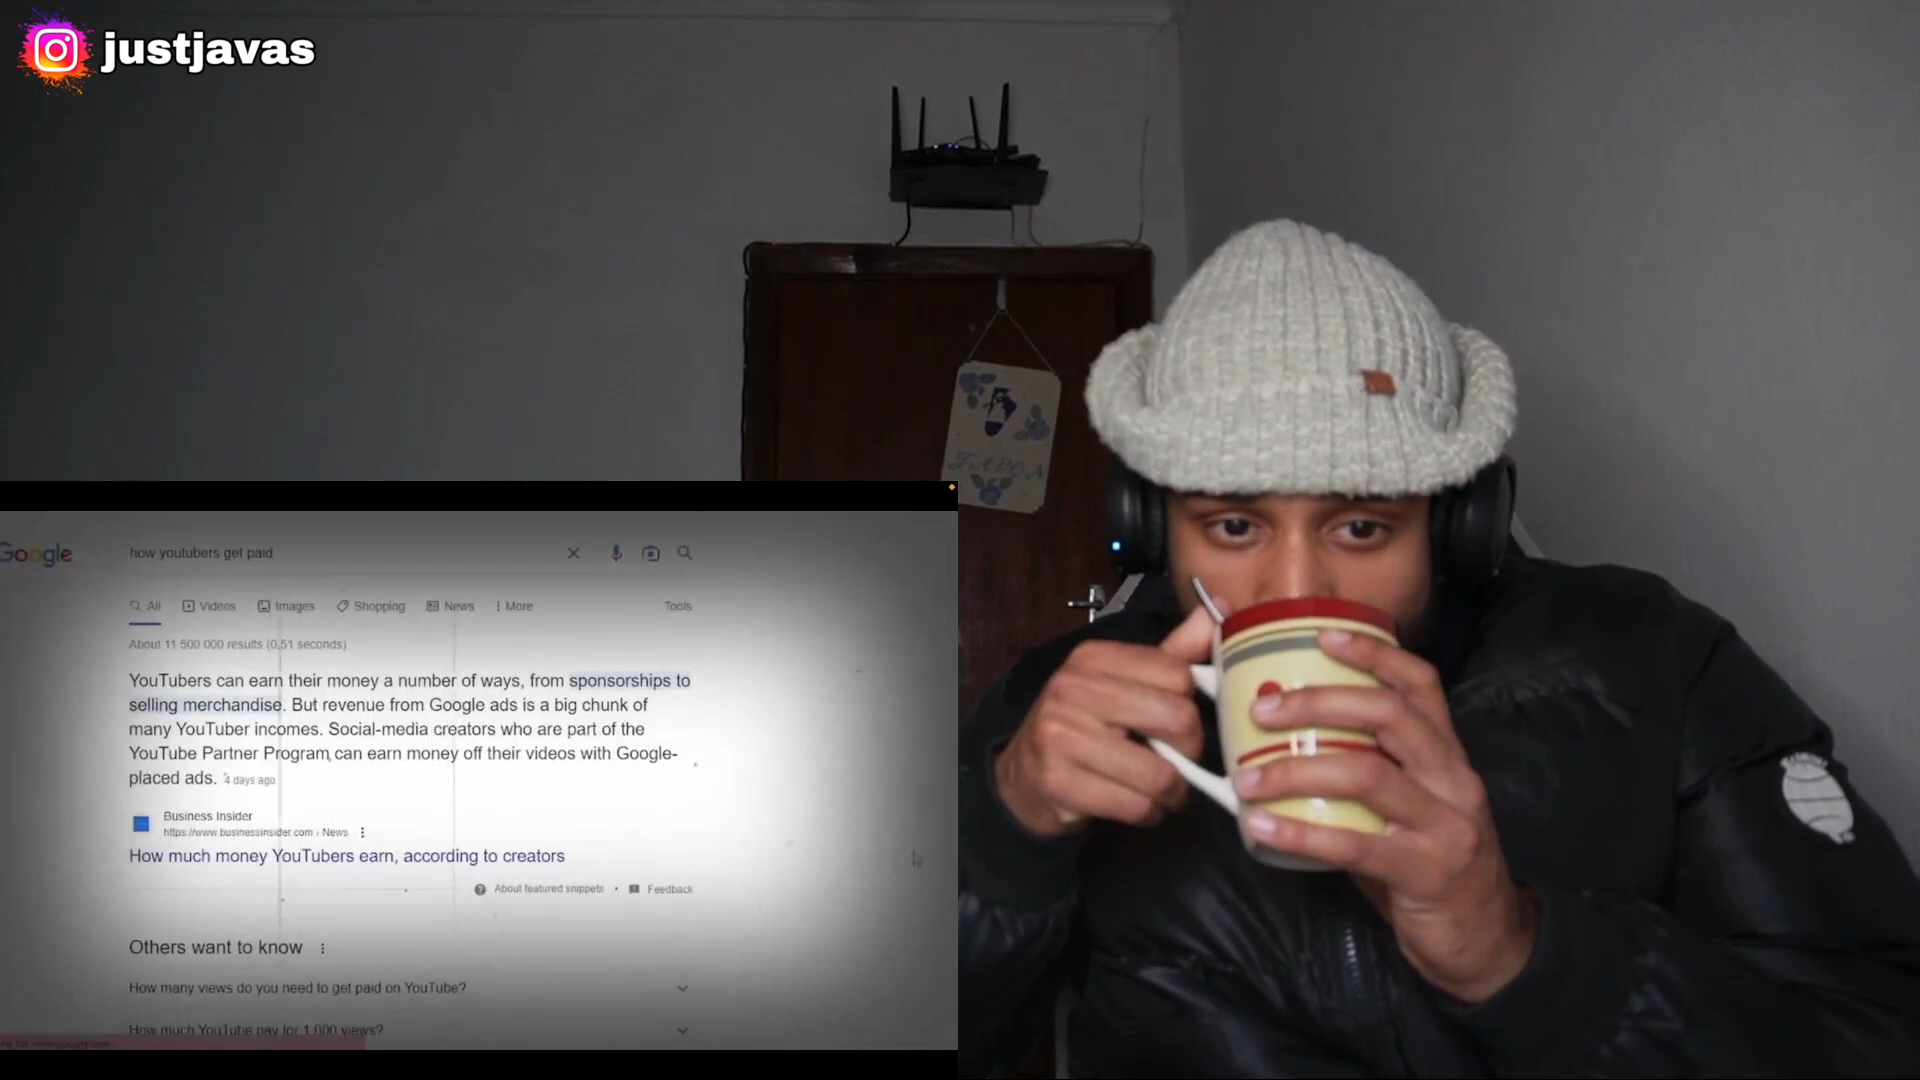 justjavas
Google
how youtubers get paid
All Videos Images Shopping News More Tools
About 11 500 000 results (0,51 seconds)
YouTubers can earn their money a number of ways, from sponsorships to
selling merchandise. But revenue from Google ads is a big chunk of
many YouTuber incomes. Social-media creators who are part of the
YouTube Partner Program can earn money off their videos with Google-
placed ads. 4 days ago
Business Insider
https://www.businessinsider.com › News
How much money YouTubers earn, according to creators
About featured snippets • Feedback
Others want to know
How many views do you need to get paid on YouTube?
How much YouTube pay for 1,000 views?